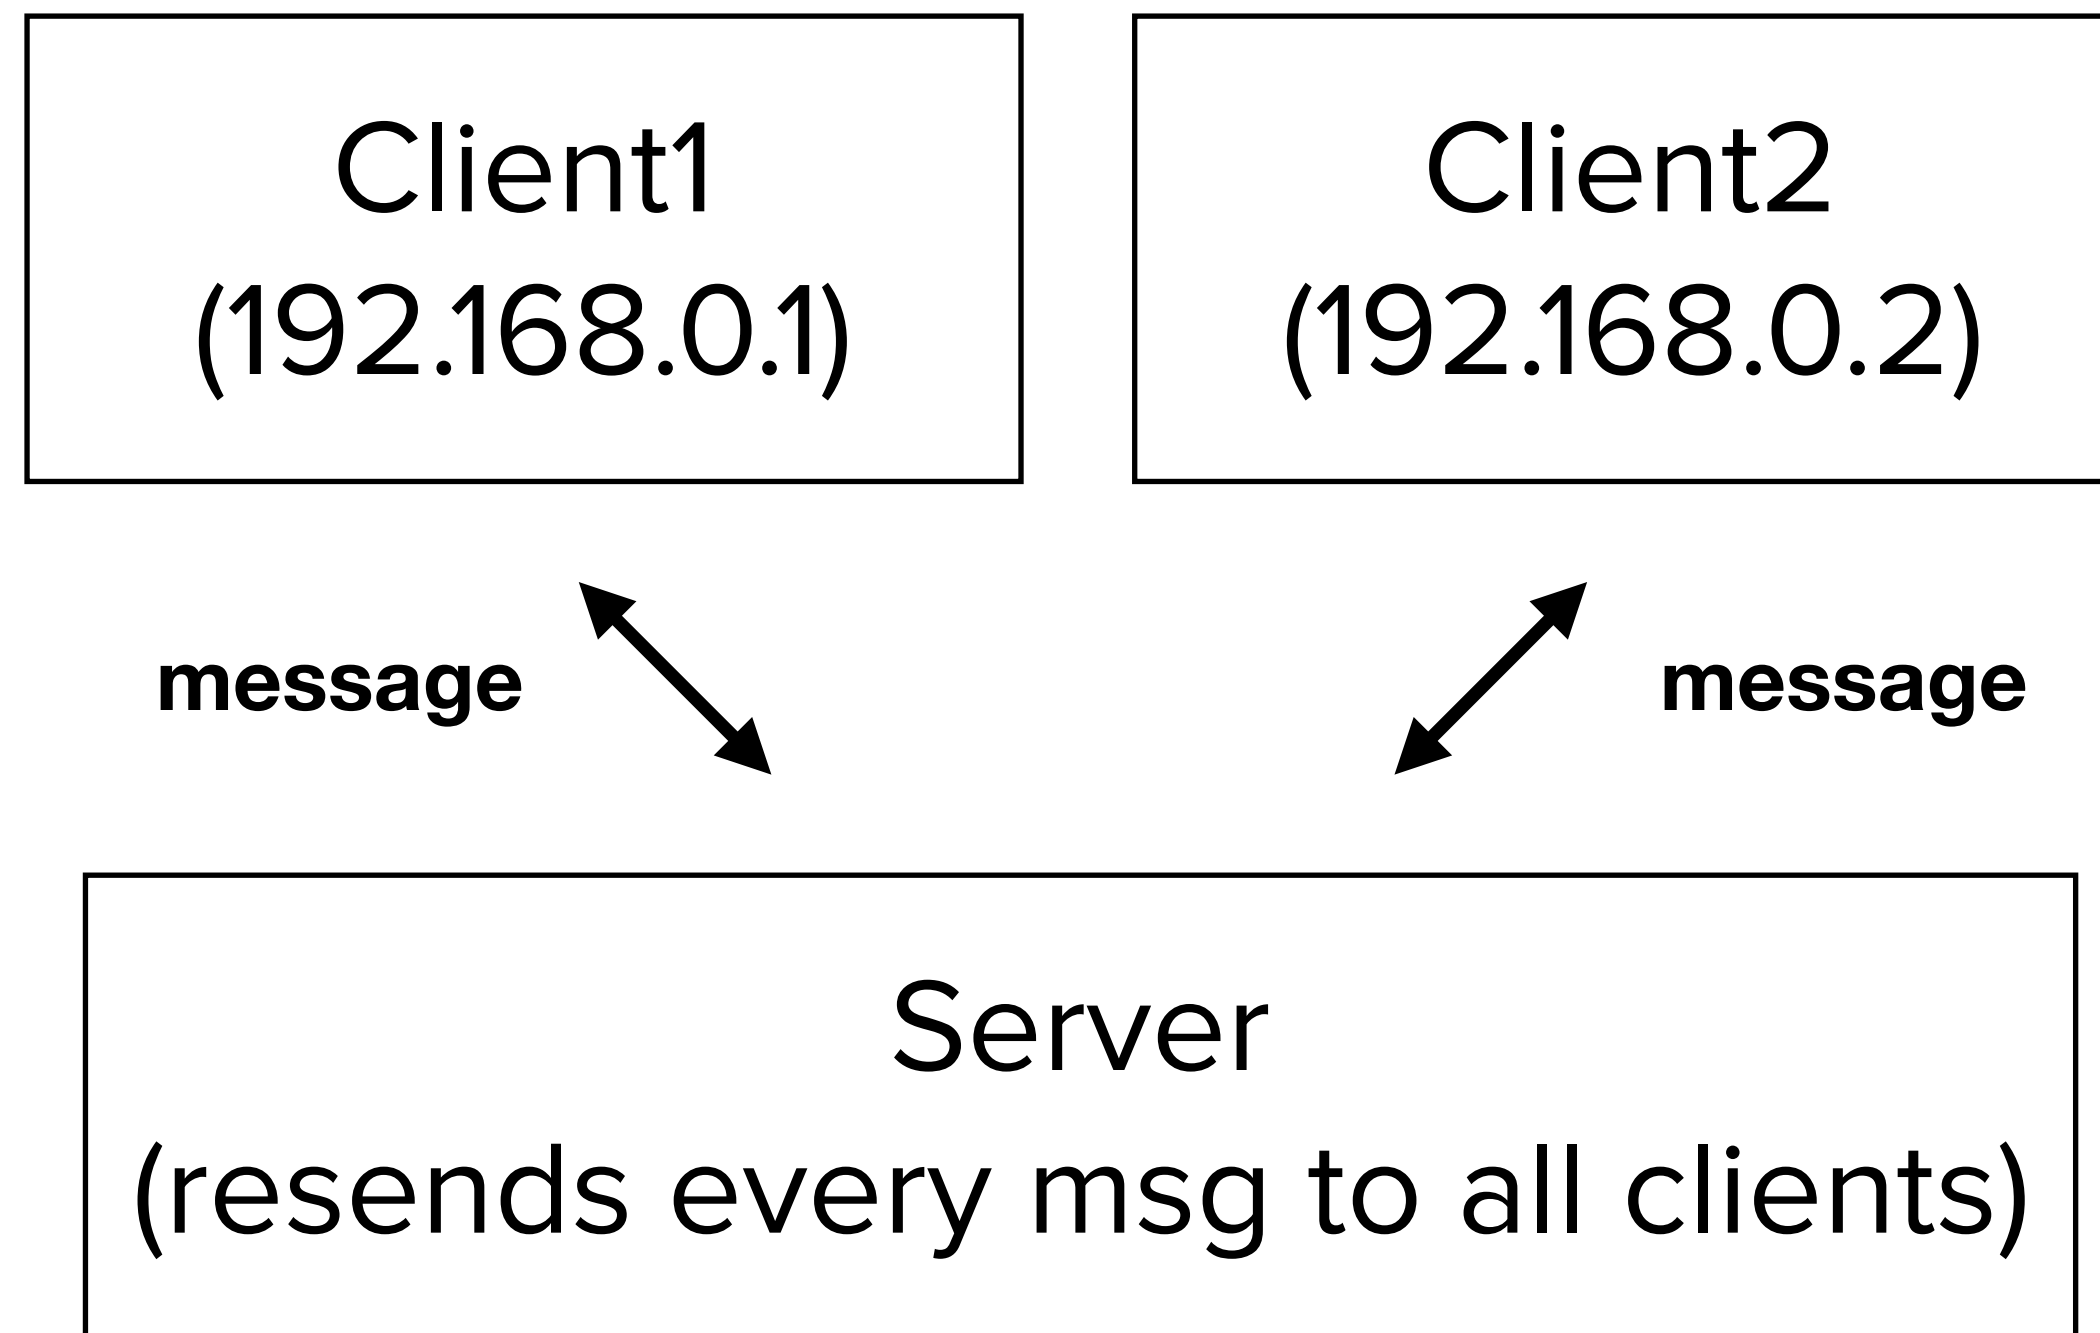 Client1
(192.168.0.1)
Client2
(192.168.0.2)
message
message
Server
(resends every msg to all clients)